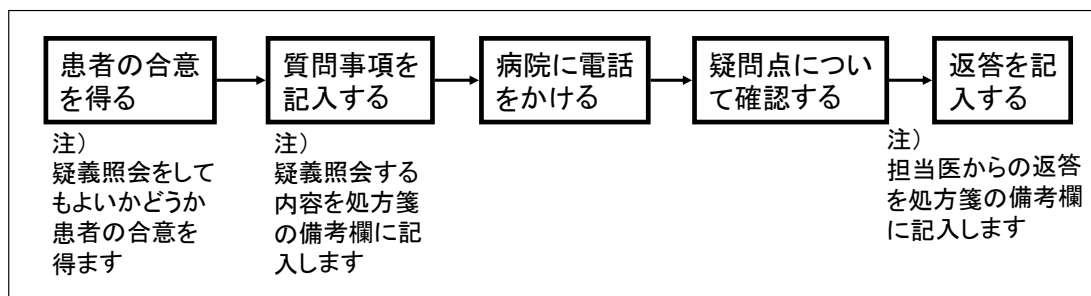 患者の合意
を得る
質問事項を
記入する
病院に電話
をかける
疑問点につい
て確認する
返答を記
入する
注）
疑義照会をして
もよいかどうか
患者の合意を
得ます
注）
疑義照会する
内容を処方箋
の備考欄に記
入します
注）
担当医からの返答
を処方箋の備考欄
に記入します